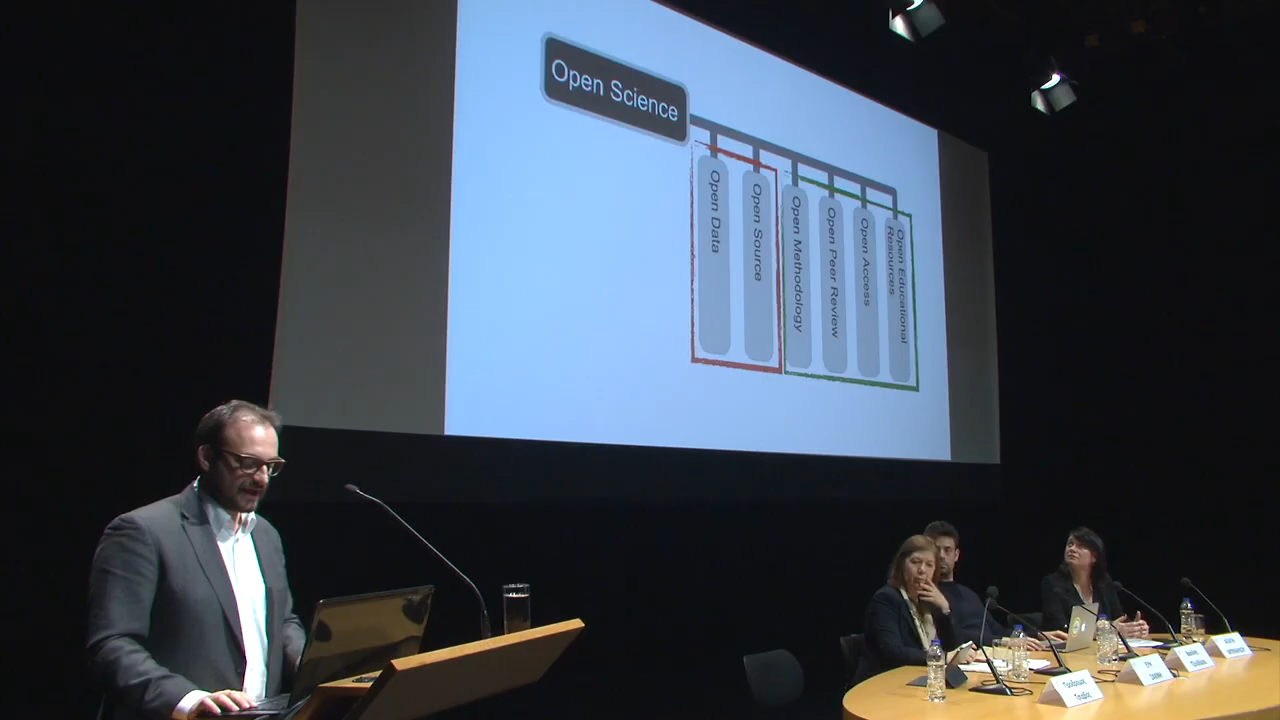 Open Science
Open Data
Open Source
Open Methodology
Open Peer Review
Open Access
Open Educational
Resources